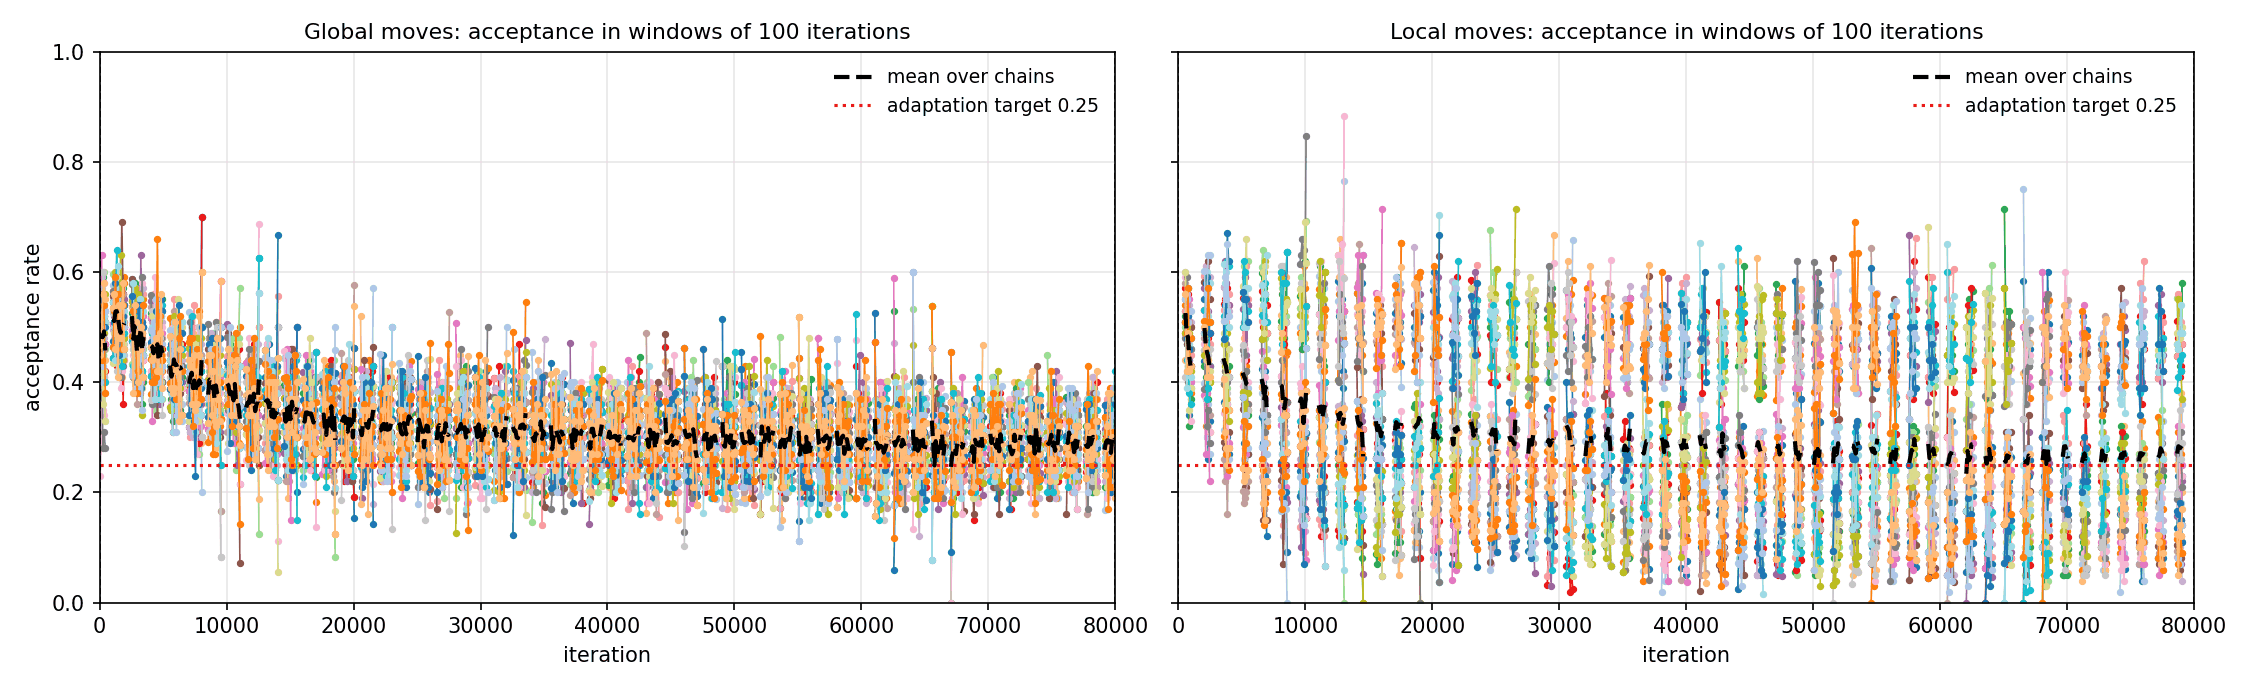 Global moves: acceptance in windows of 100 iterations
mean over chains
adaptation target 0.25
acceptance rate
1.0
0.8
0.6
0.4
0.2
0.0
0 10000 20000 30000 40000 50000 60000 70000 80000
iteration
Local moves: acceptance in windows of 100 iterations
mean over chains
adaptation target 0.25
0 10000 20000 30000 40000 50000 60000 70000 80000
iteration